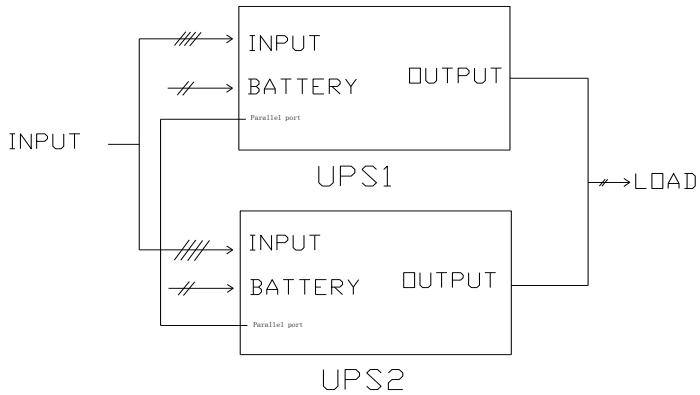 INPUT
INPUT
BATTERY
OUTPUT
Parallel port
UPS1
LOAD
INPUT
BATTERY
OUTPUT
Parallel port
UPS2